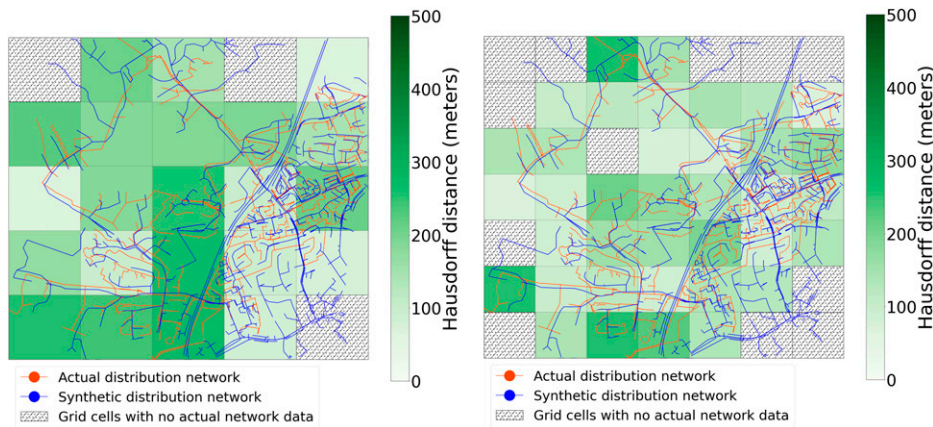 500
400
300
200
100
0
Hausdorff distance (meters)
Actual distribution network
Synthetic distribution network
Grid cells with no actual network data
500
400
300
200
100
0
Hausdorff distance (meters)
Actual distribution network
Synthetic distribution network
Grid cells with no actual network data